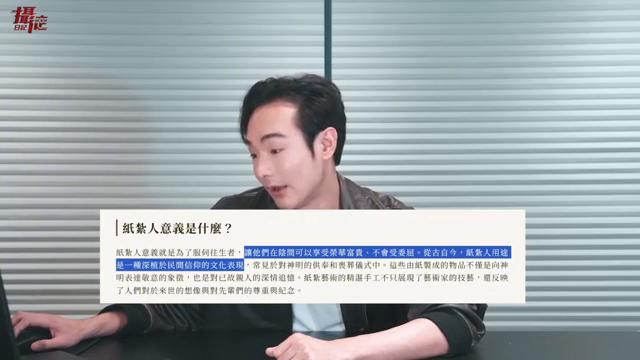 攝徒
日記
紙紮人意義是什麼？
紙紮人意義就是為了服伺往生者，讓他們在陰間可以享受榮華富貴、不會受委屈。從古自今，紙紮人用途
是一種深植於民間信仰的文化表現，常見於對神明的供奉和喪葬儀式中。這些由紙製成的物品不僅是向神
明表達敬意的象徵，也是對已故親人的深情追憶。紙紮藝術的精湛手工不只展現了藝術家的技藝，還反映
了人們對於來世的想像與對先輩們的尊重與紀念。